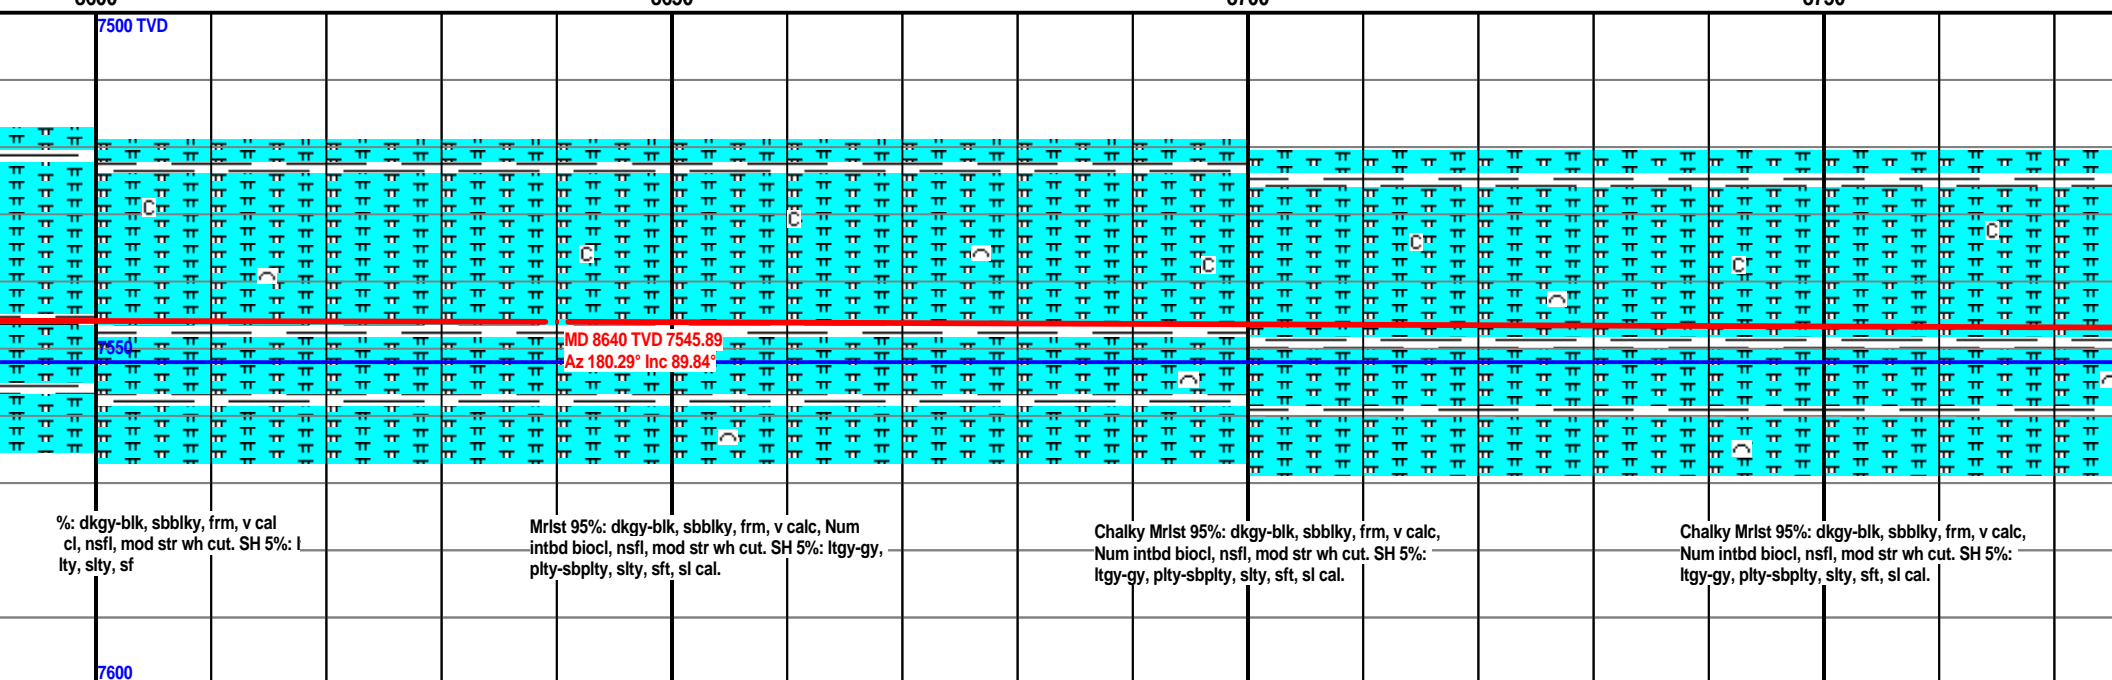 8600 8650 8700 8750
7500 TVD
7550
MD 8640 TVD 7545.89
Az 180.29° Inc 89.84°
%: dkgy-blk, sbblky, frm, v cal
cl, nsfl, mod str wh cut. SH 5%: l
lty, slty, sf
Mrlst 95%: dkgy-blk, sbblky, frm, v calc, Num
intbd biocl, nsfl, mod str wh cut. SH 5%: ltgy-gy,
plty-sbplty, slty, sft, sl cal.
Chalky Mrlst 95%: dkgy-blk, sbblky, frm, v calc,
Num intbd biocl, nsfl, mod str wh cut. SH 5%:
ltgy-gy, plty-sbplty, slty, sft, sl cal.
Chalky Mrlst 95%: dkgy-blk, sbblky, frm, v calc,
Num intbd biocl, nsfl, mod str wh cut. SH 5%:
ltgy-gy, plty-sbplty, slty, sft, sl cal.
7600